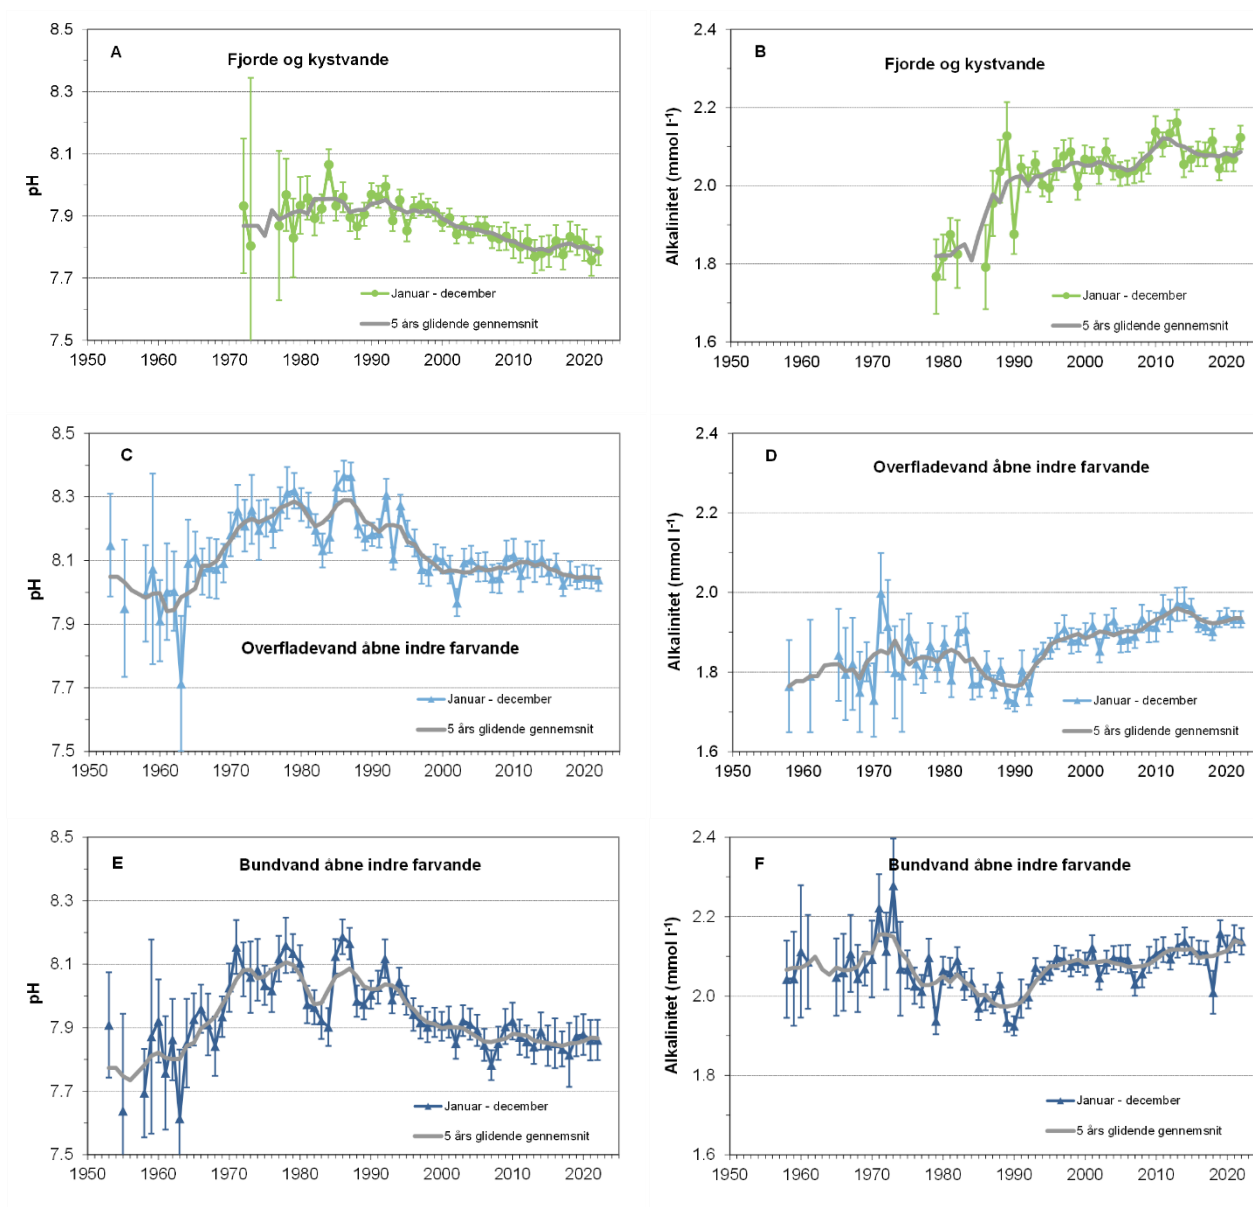 A
Fjorde og kystvande
pH
8.5
8.3
8.1
7.9
7.7
7.5
1950 1960 1970 1980 1990 2000 2010 2020
Januar - december
5 års glidende gennemsnit
B
Fjorde og kystvande
Alkalinitet (mmol l-1)
2.4
2.2
2.0
1.8
1.6
1950 1960 1970 1980 1990 2000 2010 2020
Januar - december
5 års glidende gennemsnit
C
Overfladevand åbne indre farvande
pH
8.5
8.3
8.1
7.9
7.7
7.5
1950 1960 1970 1980 1990 2000 2010 2020
Januar - december
5 års glidende gennemsnit
D
Overfladevand åbne indre farvande
Alkalinitet (mmol l-1)
2.4
2.2
2.0
1.8
1.6
1950 1960 1970 1980 1990 2000 2010 2020
Januar - december
5 års glidende gennemsnit
E
Bundvand åbne indre farvande
pH
8.5
8.3
8.1
7.9
7.7
7.5
1950 1960 1970 1980 1990 2000 2010 2020
Januar - december
5 års glidende gennemsnit
F
Bundvand åbne indre farvande
Alkalinitet (mmol l-1)
2.4
2.2
2.0
1.8
1.6
1950 1960 1970 1980 1990 2000 2010 2020
Januar - december
5 års glidende gennemsnit